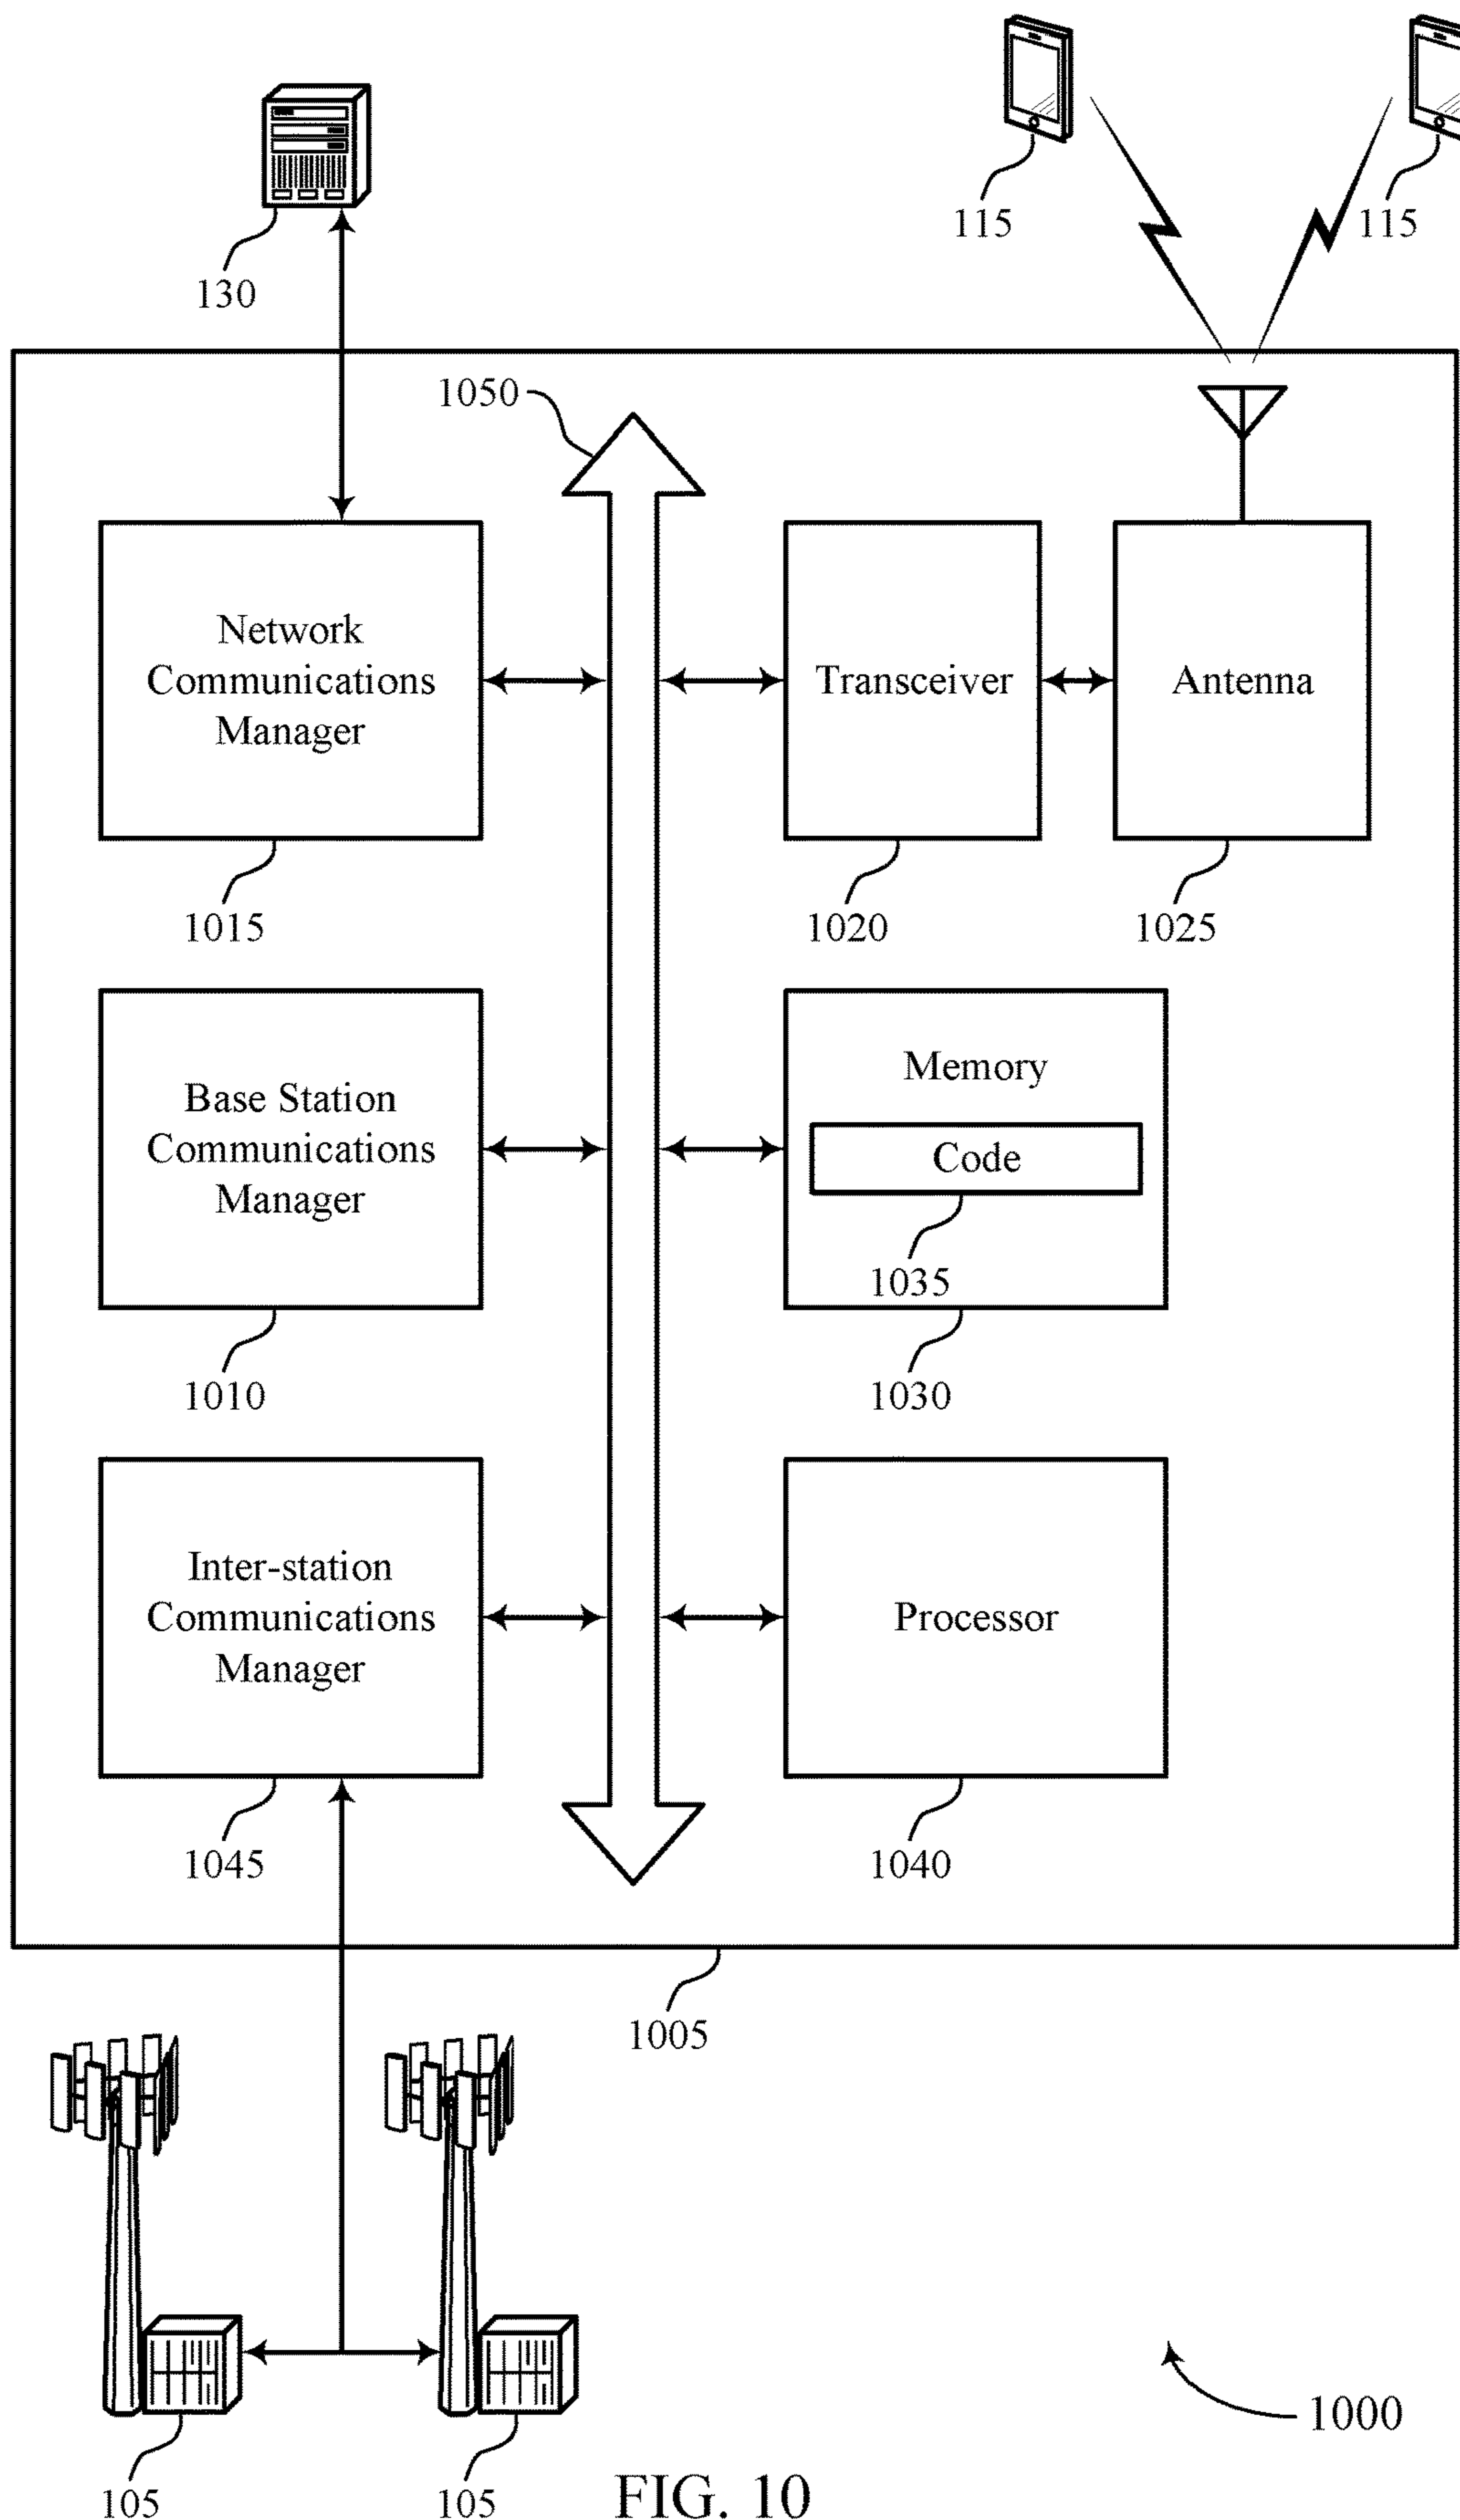 115
115
130
1050
Network
Communications
Manager
Transceiver
Antenna
1015
1020
1025
Base Station
Communications
Manager
Memory
Code
1035
1010
1030
Inter-station
Communications
Manager
Processor
1045
1040
1005
1000
105
105
FIG. 10